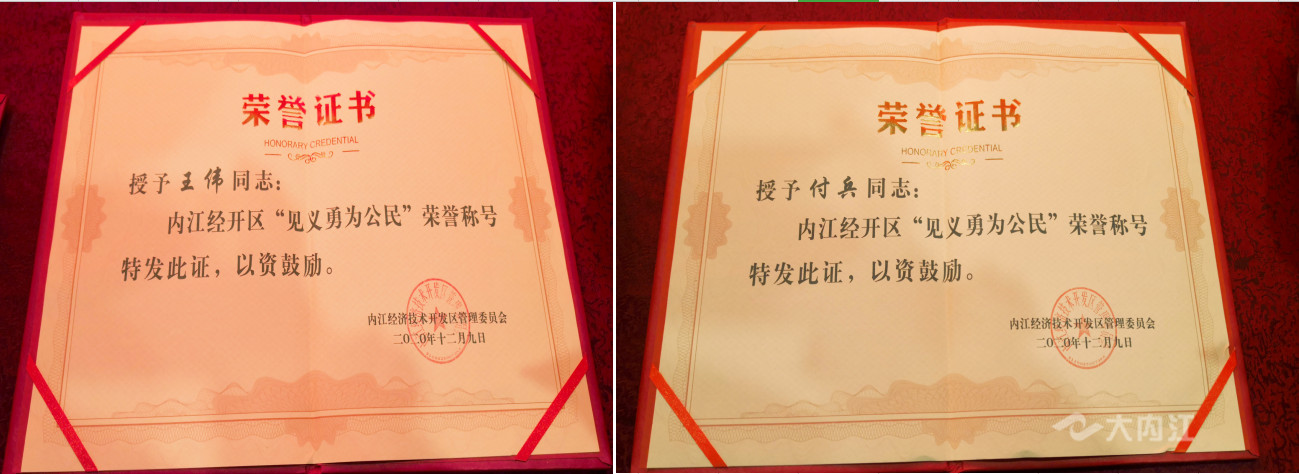 荣誉证书
HONORARY CREDENTIAL
授予王伟同志：
内江经开区“见义勇为公民”荣誉称号
特发此证，以资鼓励。
内江经济技术开发区管理委员会
二〇二〇年十二月九日
荣誉证书
HONORARY CREDENTIAL
授予付兵同志：
内江经开区“见义勇为公民”荣誉称号
特发此证，以资鼓励。
内江经济技术开发区管理委员会
二〇二〇年十二月九日
大内江